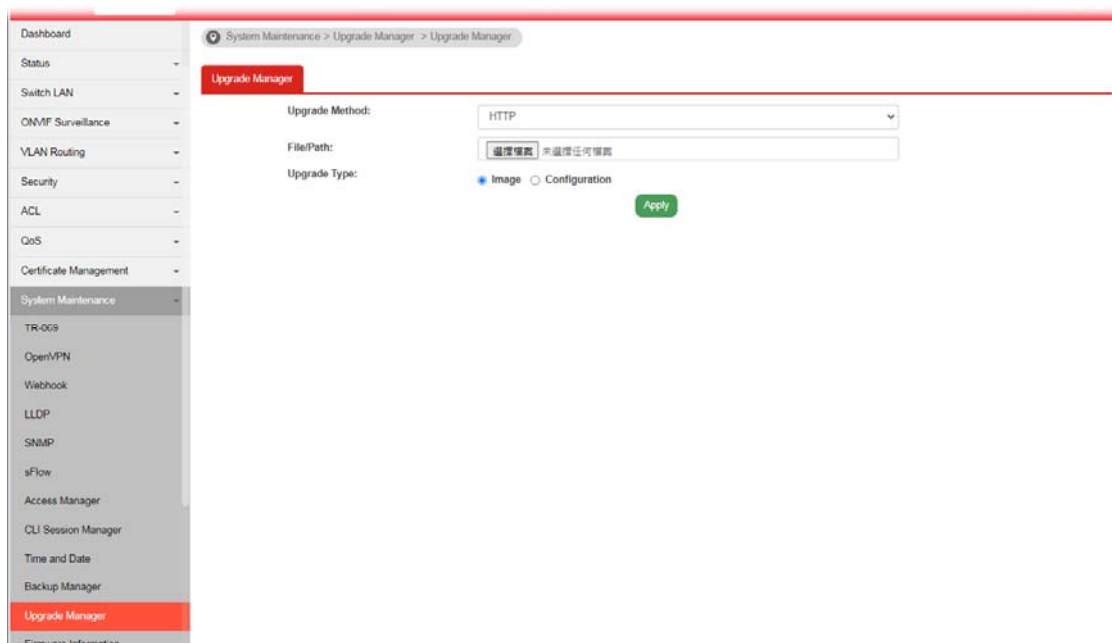 Dashboard
System Maintenance > Upgrade Manager > Upgrade Manager
Status
Upgrade Manager
Switch LAN
Upgrade Method:
HTTP
ONVIF Surveillance
File/Path:
選擇檔案 未選擇任何檔案
VLAN Routing
Upgrade Type:
Image
Configuration
Security
Apply
ACL
QoS
Certificate Management
System Maintenance
TR-069
OpenVPN
Webhook
LLDP
SNMP
sFlow
Access Manager
CLI Session Manager
Time and Date
Backup Manager
Upgrade Manager
Firmware Information